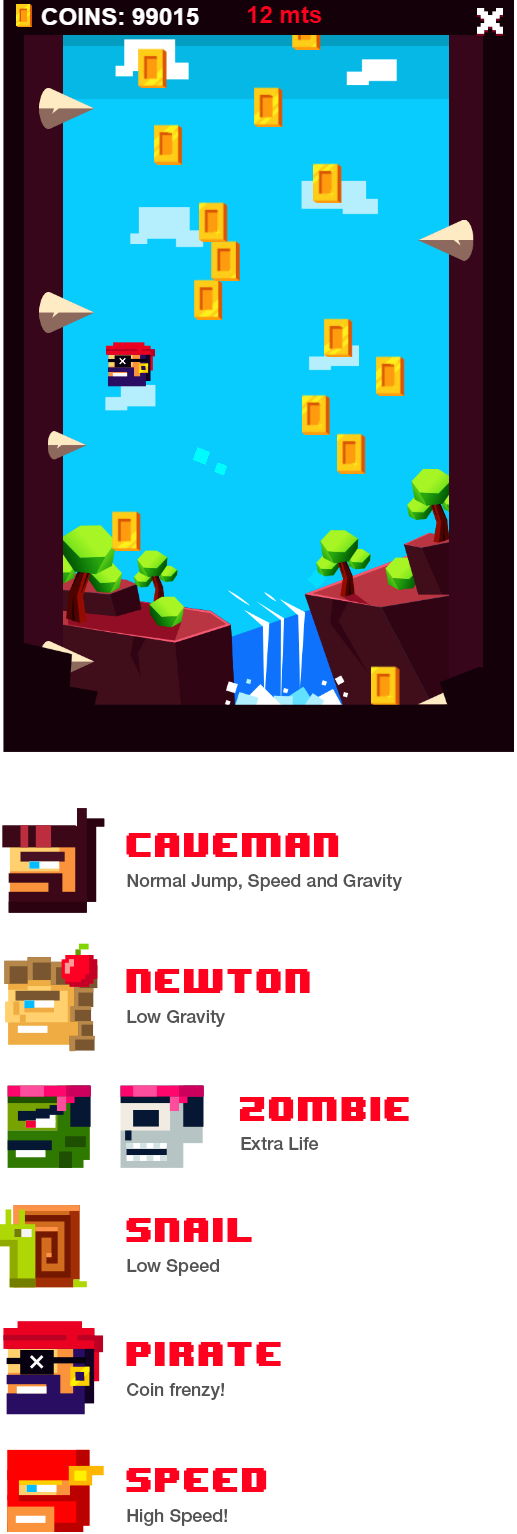 COINS: 99015 12 mts
CAVEMAN
Normal Jump, Speed and Gravity
NEWTON
Low Gravity
ZOMBIE
Extra Life
SNAIL
Low Speed
PIRATE
Coin frenzy!
SPEED
High Speed!